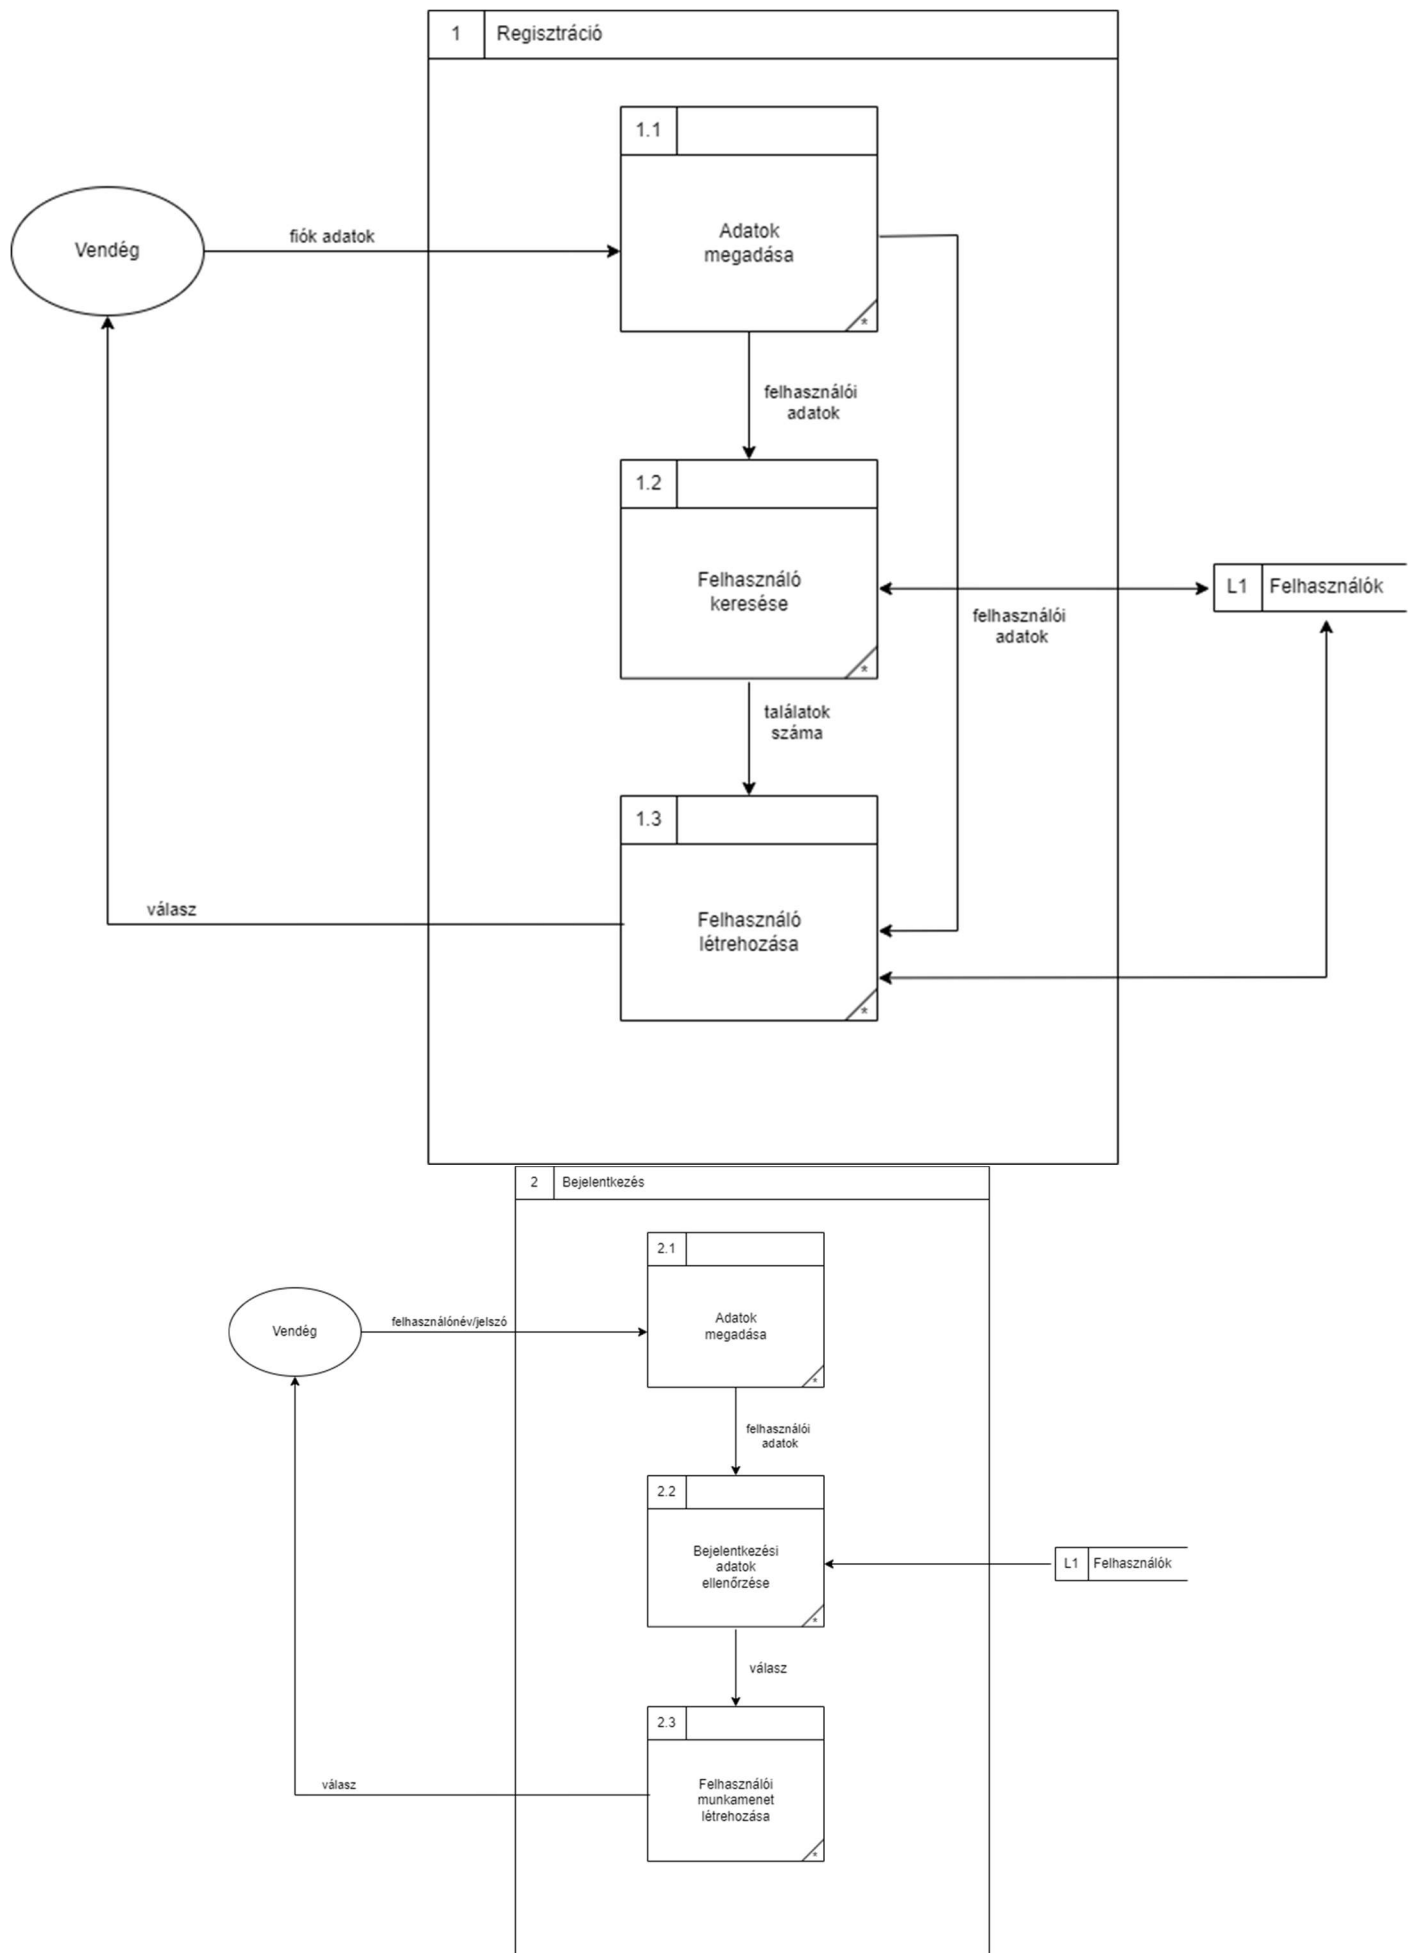 1 Regisztráció
1.1
Adatok
megadása
*
Vendég
fiók adatok
felhasználói
adatok
1.2
Felhasználó
keresése
*
felhasználói
adatok
L1 Felhasználók
találatok
száma
1.3
Felhasználó
létrehozása
*
válasz
2 Bejelentkezés
2.1
Adatok
megadása
*
Vendég
felhasználónév/jelszó
felhasználói
adatok
2.2
Bejelentkezési
adatok
ellenőrzése
*
L1 Felhasználók
válasz
2.3
Felhasználói
munkamenet
létrehozása
*
válasz